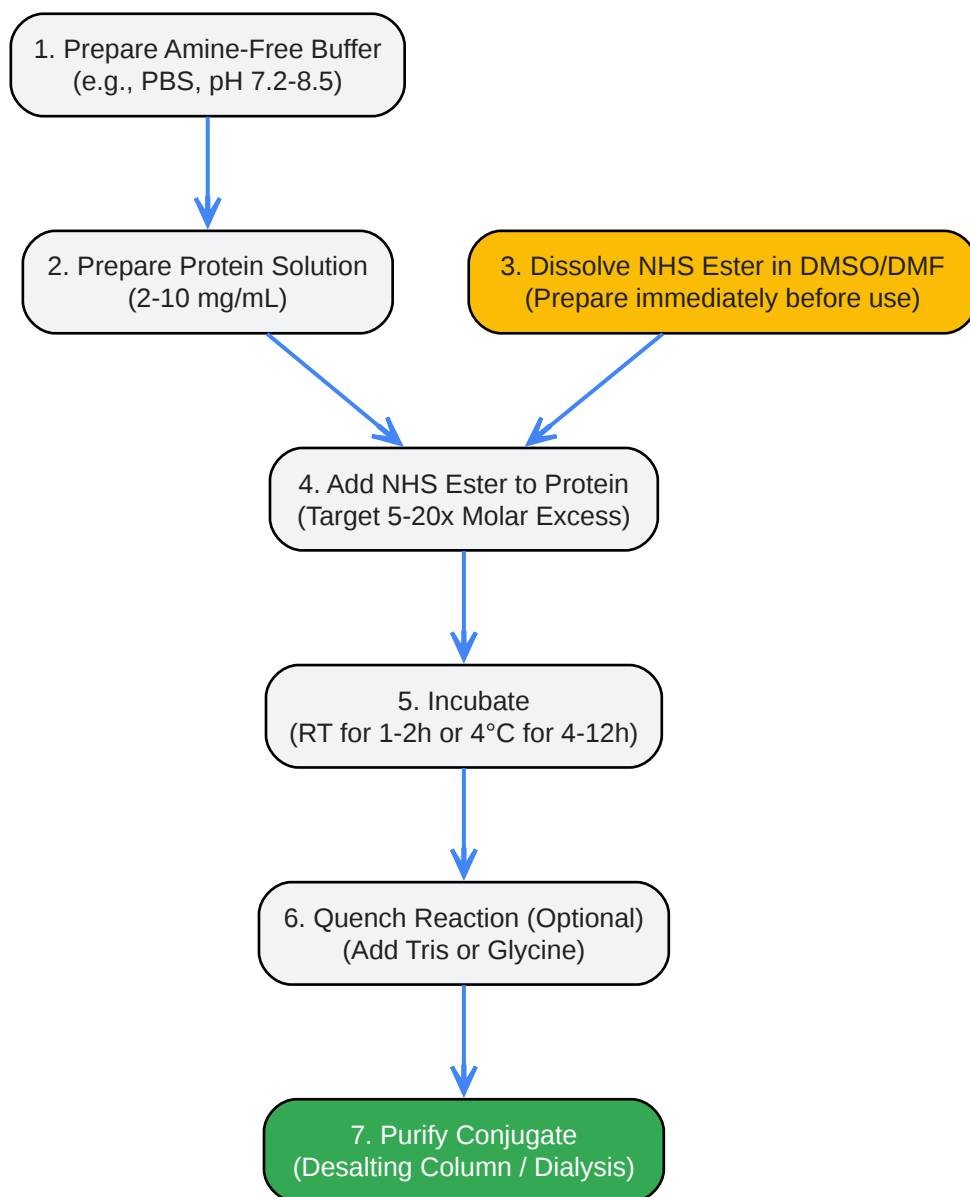 1. Prepare Amine-Free Buffer
(e.g., PBS, pH 7.2-8.5)
2. Prepare Protein Solution
(2-10 mg/mL)
3. Dissolve NHS Ester in DMSO/DMF
(Prepare immediately before use)
4. Add NHS Ester to Protein
(Target 5-20x Molar Excess)
5. Incubate
(RT for 1-2h or 4°C for 4-12h)
6. Quench Reaction (Optional)
(Add Tris or Glycine)
7. Purify Conjugate
(Desalting Column / Dialysis)